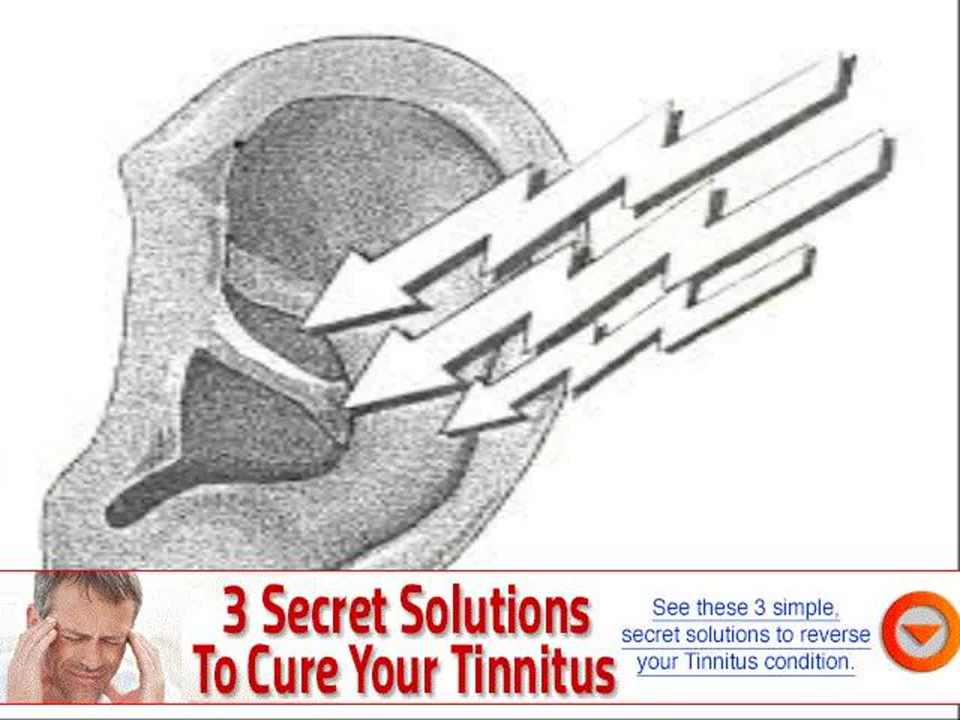 3 Secret Solutions
To Cure Your Tinnitus
See these 3 simple,
secret solutions to reverse
your Tinnitus condition.